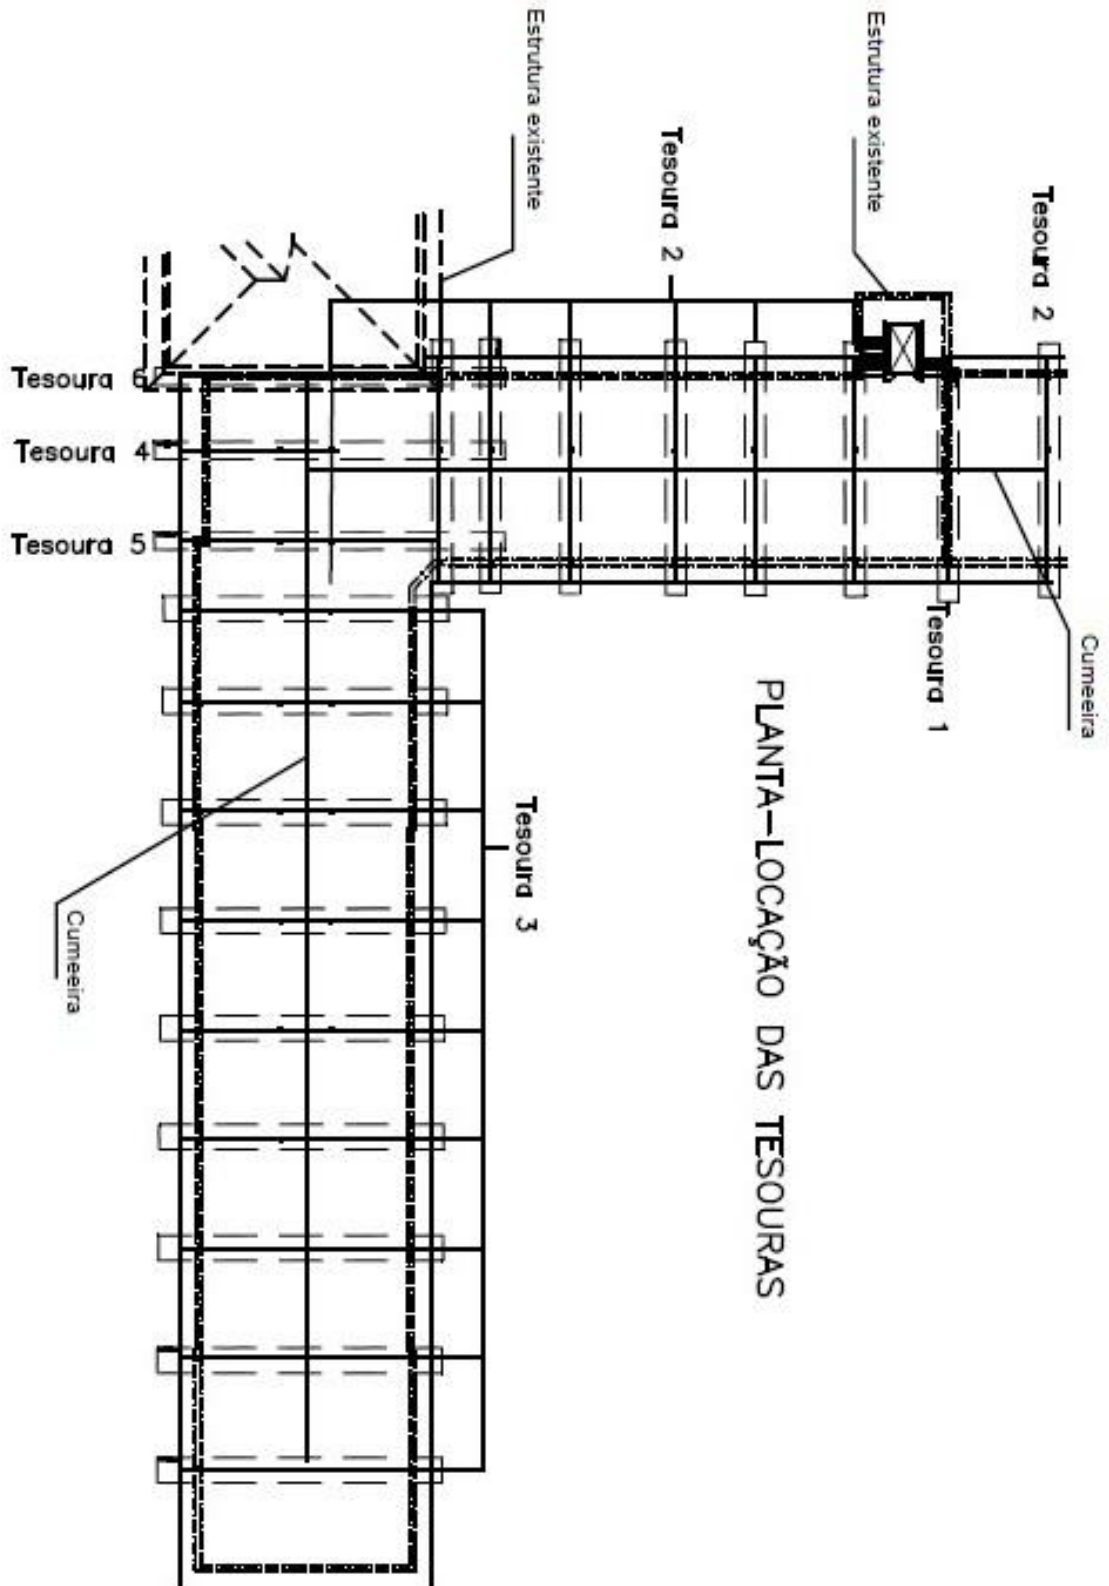 Estrutura existente
Estrutura existente
Tesoura 2
Tesoura 2
Tesoura 6
Tesoura 4
Tesoura 5
Tesoura 1
Cumeeira
PLANTA-LOCAÇÃO DAS TESOURAS
Tesoura 3
Cumeeira